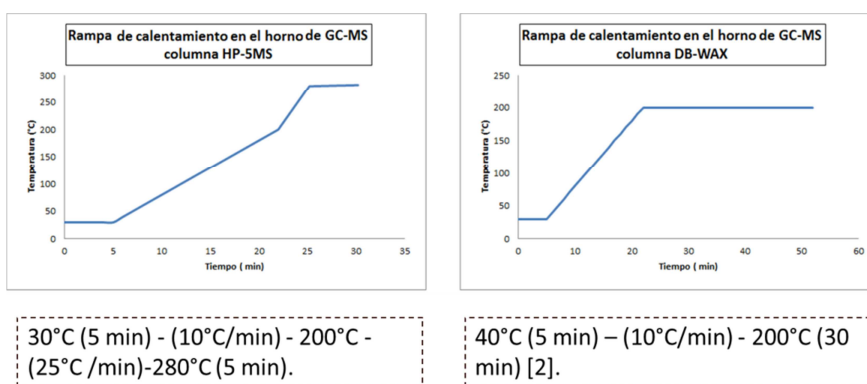 Rampa de calentamiento en el horno de GC-MS
columna HP-5MS
Temperatura (°C)
300
250
200
150
100
50
0
0 5 10 15 20 25 30 35
Tiempo ( min)
30°C (5 min) - (10°C/min) - 200°C -
(25°C /min)-280°C (5 min).
Rampa de calentamiento en el horno de GC-MS
columna DB-WAX
Temperatura (°C)
250
200
150
100
50
0
0 10 20 30 40 50 60
Tiempo ( min)
40°C (5 min) – (10°C/min) - 200°C (30
min) [2].